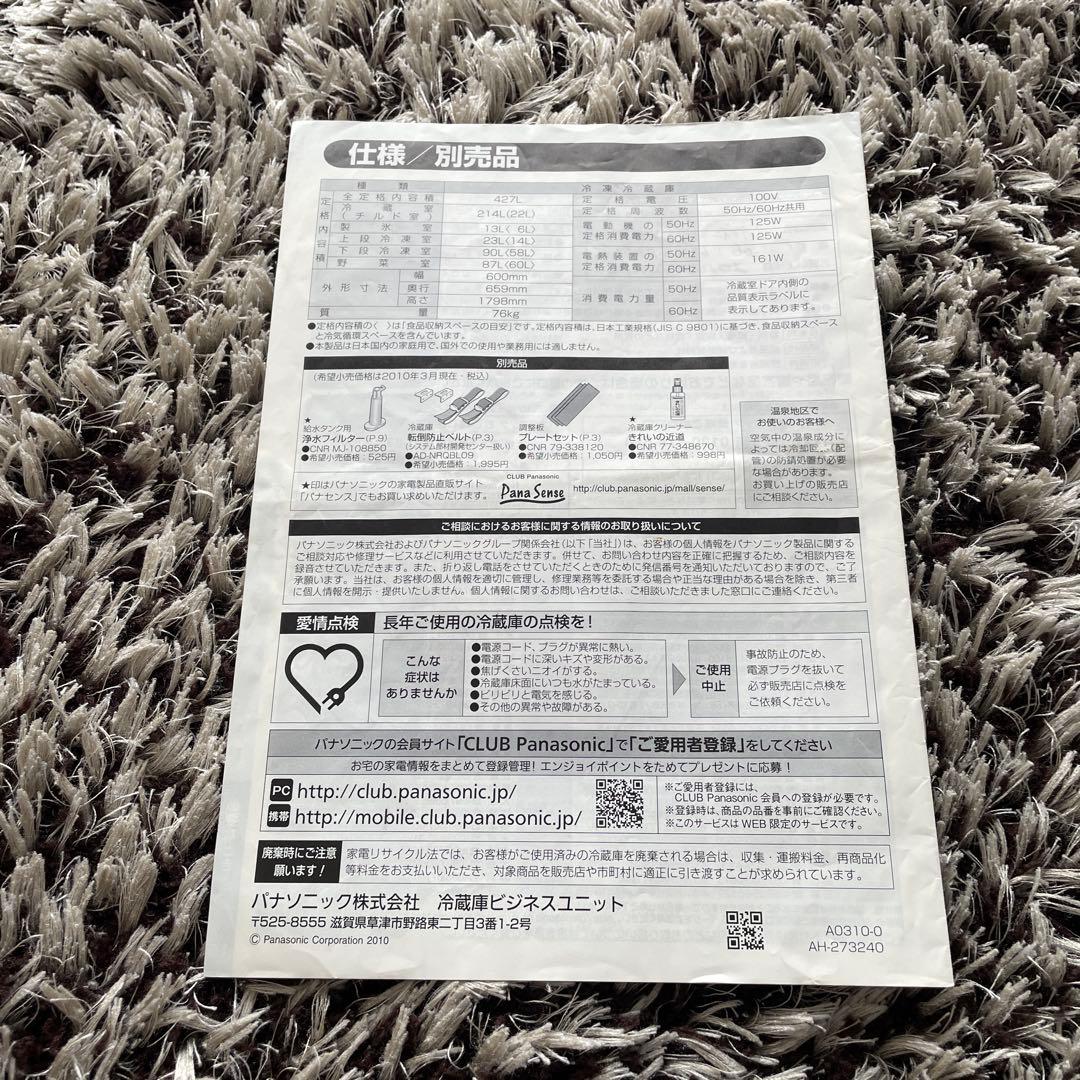 仕様／別売品
種類 冷凍冷蔵庫
定格内容積 全定格内容積 427L 定格電圧 100V
冷蔵室(チルド室) 214L(22L) 定格周波数 50Hz/60Hz共用
製氷室 13L〈 6L〉 電動機の定格消費電力 50Hz 125W
上段冷凍室 23L〈14L〉 60Hz 125W
下段冷凍室 90L〈58L〉 電熱装置の定格消費電力 50Hz 161W
野菜室 87L〈60L〉 60Hz
外形寸法 幅 600mm 消費電力量 50Hz 冷蔵室ドア内側の
奥行 659mm 品質表示ラベルに
高さ 1798mm 表示してあります。
質量 76kg 60Hz
●定格内容積の〈 〉は「食品収納スペースの目安」です。定格内容積は、日本工業規格(JIS C 9801)に基づき、食品収納スペース
と冷気循環スペースを含んでいます。
●本製品は日本国内の家庭用で、国外での使用や業務用には適しません。
別売品
(希望小売価格は2010年3月現在・税込)
★
給水タンク用
浄水フィルター(P.9)
●CNR MJ-108850
●希望小売価格：525円
冷蔵庫
転倒防止ベルト(P.3)
(システム部材開発センター扱い)
●AD-NRQBL09
●希望小売価格：1,995円
調整板
プレートセット(P.3)
●CNR 79-338120
●希望小売価格：1,050円
★
冷蔵庫クリーナー
きれいの近道
●CNR 77-348670
●希望小売価格：998円
★印はパナソニックの家電製品直販サイト
「パナセンス」でもお買い求めいただけます。
CLUB Panasonic
Pana Sense
http://club.panasonic.jp/mall/sense/
温泉地区で
お使いのお客様へ
空気中の温泉成分に
よっては冷却回路(配
管)の防錆処置が必要
な場合があります。
お買い上げの販売店
にご相談ください。
ご相談におけるお客様に関する情報のお取り扱いについて
パナソニック株式会社およびパナソニックグループ関係会社(以下「当社」)は、お客様の個人情報をパナソニック製品に関する
ご相談対応や修理サービスなどに利用させていただきます。併せて、お問い合わせ内容を正確に把握するため、ご相談内容を
録音させていただきます。また、折り返し電話をさせていただくときのために発信番号を通知いただいておりますので、ご了
承願います。当社は、お客様の個人情報を適切に管理し、修理業務等を委託する場合や正当な理由がある場合を除き、第三者
に個人情報を開示・提供いたしません。個人情報に関するお問い合わせは、ご相談いただきました窓口にご連絡ください。
愛情点検 長年ご使用の冷蔵庫の点検を！
こんな
症状は
ありませんか
●電源コード、プラグが異常に熱い。
●電源コードに深いキズや変形がある。
●焦げくさいニオイがする。
●冷蔵庫床面にいつも水がたまっている。
●ビリビリと電気を感じる。
●その他の異常や故障がある。
ご使用
中止
事故防止のため、
電源プラグを抜いて
必ず販売店に点検を
ご依頼ください。
パナソニックの会員サイト「CLUB Panasonic」で「ご愛用者登録」をしてください
お宅の家電情報をまとめて登録管理！エンジョイポイントをためてプレゼントに応募！
PC http://club.panasonic.jp/
携帯 http://mobile.club.panasonic.jp/
※ご愛用者登録には、
CLUB Panasonic 会員への登録が必要です。
※登録時は、商品の品番を事前にご確認ください。
※このサービスは WEB 限定のサービスです。
廃棄時にご注意
願います！
家電リサイクル法では、お客様がご使用済みの冷蔵庫を廃棄される場合は、収集・運搬料金、再商品化
等料金をお支払いいただき、対象商品を販売店や市町村に適正に引き渡すことが求められています。
パナソニック株式会社 冷蔵庫ビジネスユニット
〒525-8555 滋賀県草津市野路東二丁目3番1-2号
© Panasonic Corporation 2010
A0310-0
AH-273240